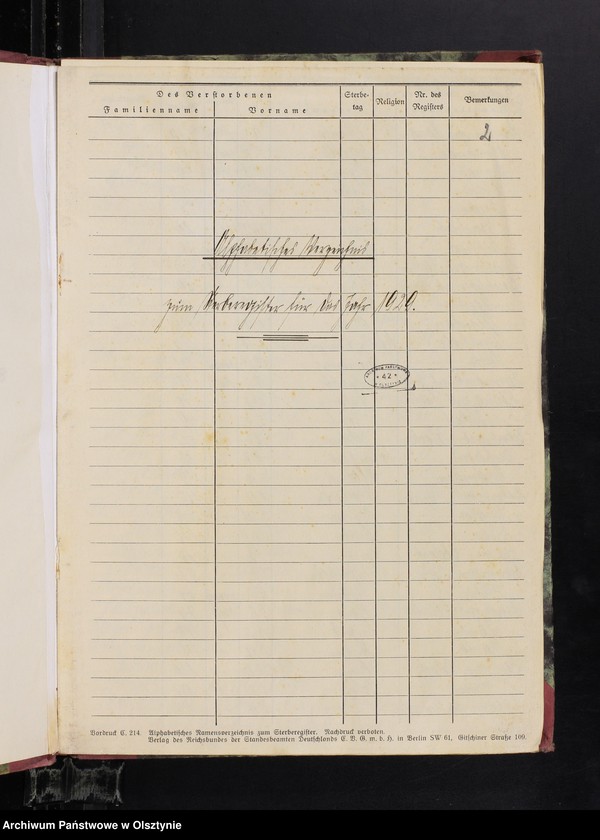 Des Verstorbenen
Familienname
Vorname
Sterbe-
tag
Religion
Nr. des
Registers
Bemerkungen
2
Alphabetisches Verzeichnis
zum Sterberegister für das Jahr 1929.
42
Vordruck C. 214. Alphabetisches Namensverzeichnis zum Sterberegister. Nachdruck verboten.
Verlag des Reichsbundes der Standesbeamten Deutschlands E. V. G. m. b. H. in Berlin SW 61, Gitschiner Straße 109.
Archiwum Państwowe w Olsztynie